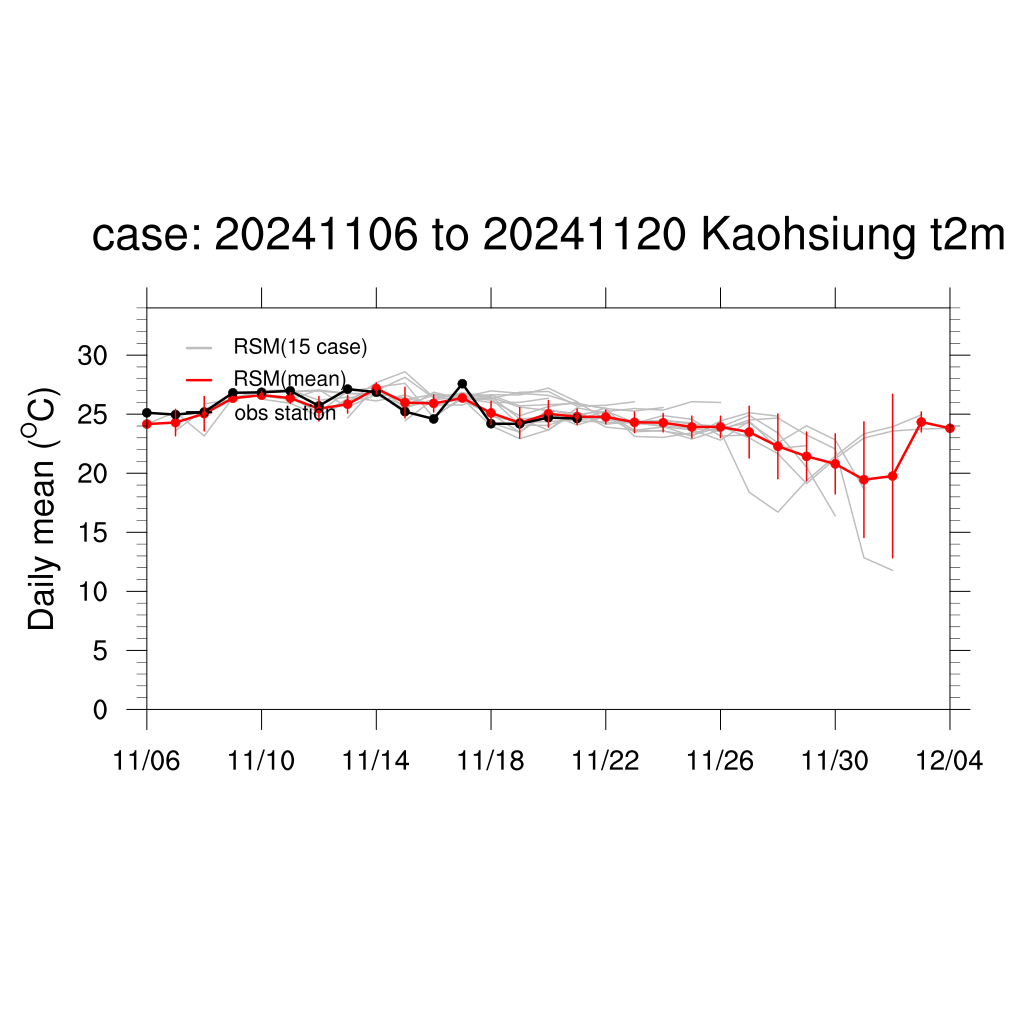 case: 20241106 to 20241120 Kaohsiung t2m
RSM(15 case)
RSM(mean)
obs station
Daily mean (°C)
30
25
20
15
10
5
0
11/06 11/10 11/14 11/18 11/22 11/26 11/30 12/04